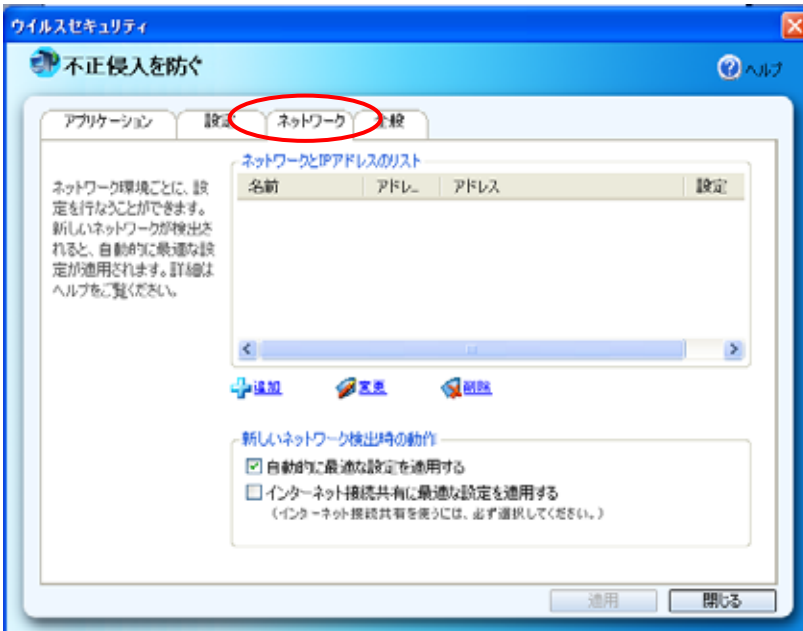 ウイルスセキュリティ
不正侵入を防ぐ
ヘルプ
アプリケーション 設定 ネットワーク 全般
ネットワーク環境ごとに、設
定を行なうことができます。
新しいネットワークが検出さ
れると、自動的に最適な設
定が適用されます。詳細は
ヘルプをご覧ください。
ネットワークとIPアドレスのリスト
名前 アドレ... アドレス 設定
追加 変更 削除
新しいネットワーク検出時の動作
自動的に最適な設定を適用する
インターネット接続共有に最適な設定を適用する
(インターネット接続共有を使うには、必ず選択してください。)
適用 閉じる